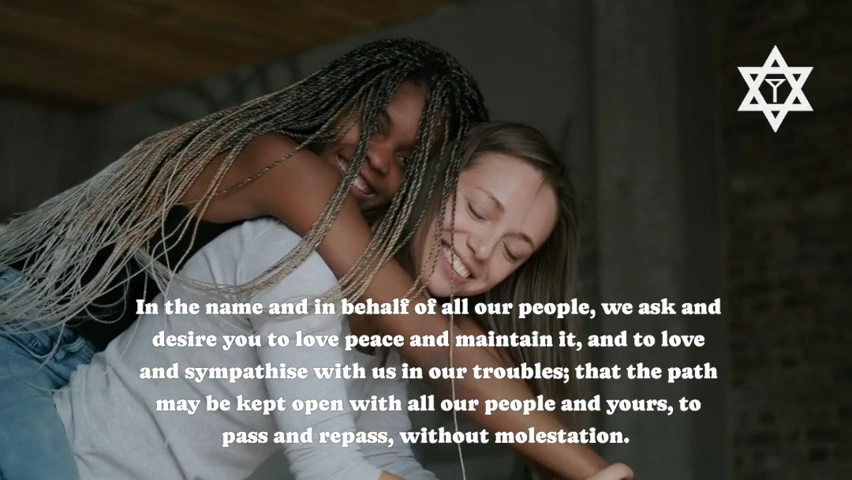 In the name and in behalf of all our people, we ask and
desire you to love peace and maintain it, and to love
and sympathise with us in our troubles; that the path
may be kept open with all our people and yours, to
pass and repass, without molestation.